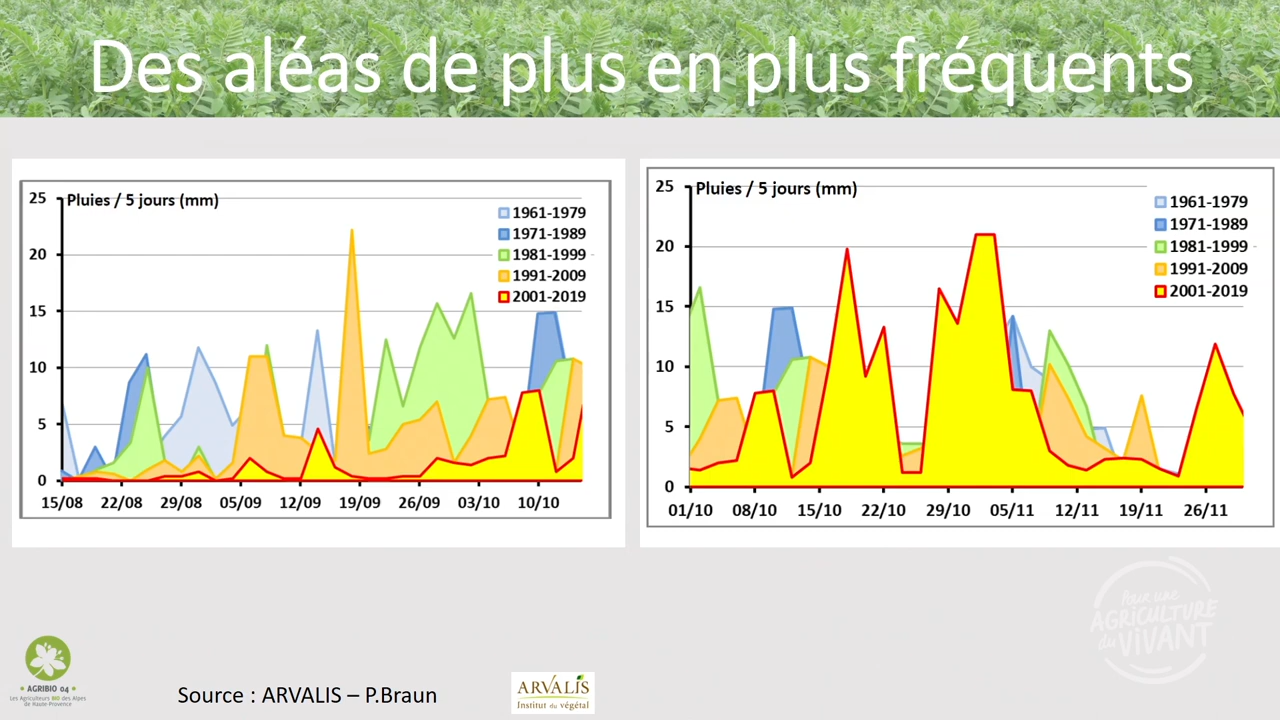 Des aléas de plus en plus fréquents
Pluies / 5 jours (mm)
25
20
15
10
5
0
1961-1979
1971-1989
1981-1999
1991-2009
2001-2019
15/08 22/08 29/08 05/09 12/09 19/09 26/09 03/10 10/10
Pluies / 5 jours (mm)
25
20
15
10
5
0
1961-1979
1971-1989
1981-1999
1991-2009
2001-2019
01/10 08/10 15/10 22/10 29/10 05/11 12/11 19/11 26/11
Pour une
AGRICULTURE
du VIVANT
• AGRIBIO 04 •
Les Agriculteurs BIO des Alpes
de Haute-Provence
Source : ARVALIS – P.Braun
ARVALIS
Institut du végétal